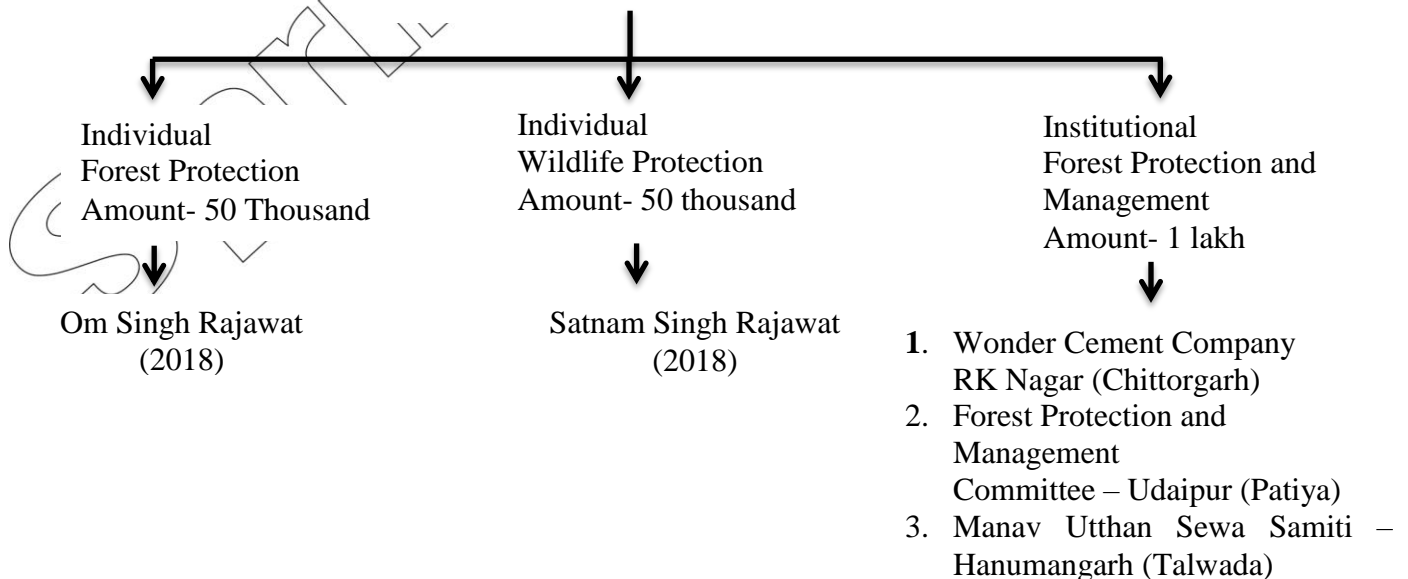 Individual
Forest Protection
Amount- 50 Thousand
Om Singh Rajawat
(2018)
Individual
Wildlife Protection
Amount- 50 thousand
Satnam Singh Rajawat
(2018)
Institutional
Forest Protection and
Management
Amount- 1 lakh
1. Wonder Cement Company
RK Nagar (Chittorgarh)
2. Forest Protection and
Management
Committee – Udaipur (Patiya)
3. Manav Utthan Sewa Samiti –
Hanumangarh (Talwada)